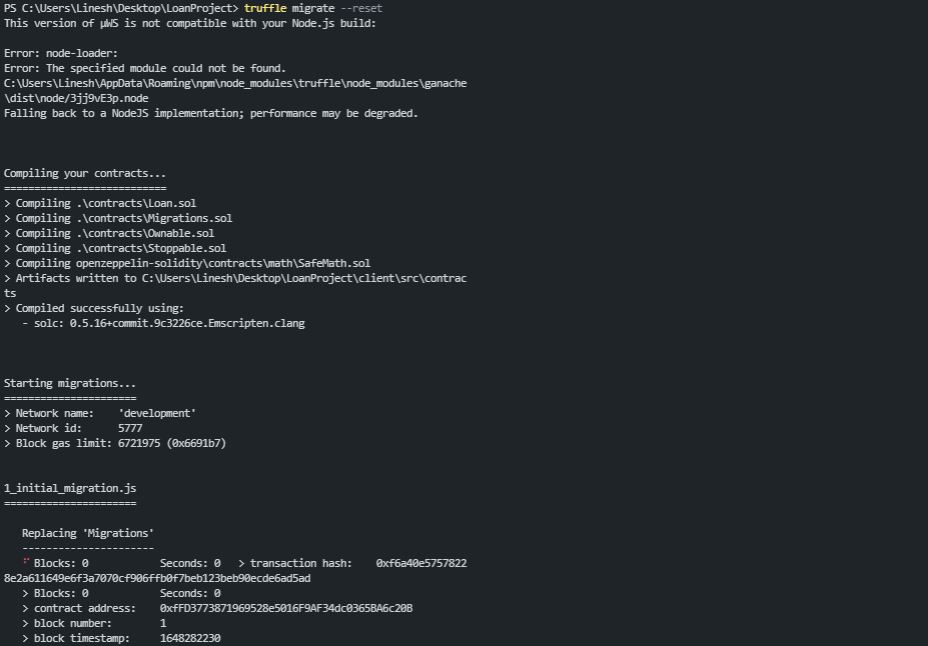 PS C:\Users\Linesh\Desktop\LoanProject> truffle migrate --reset
This version of µWS is not compatible with your Node.js build:
Error: node-loader:
Error: The specified module could not be found.
C:\Users\Linesh\AppData\Roaming\npm\node_modules\truffle\node_modules\ganache
\dist\node/3jj9vE3p.node
Falling back to a NodeJS implementation; performance may be degraded.
Compiling your contracts...
===========================
> Compiling .\contracts\Loan.sol
> Compiling .\contracts\Migrations.sol
> Compiling .\contracts\Ownable.sol
> Compiling .\contracts\Stoppable.sol
> Compiling openzeppelin-solidity\contracts\math\SafeMath.sol
> Artifacts written to C:\Users\Linesh\Desktop\LoanProject\client\src\contrac
ts
> Compiled successfully using:
- solc: 0.5.16+commit.9c3226ce.Emscripten.clang
Starting migrations...
======================
> Network name: 'development'
> Network id: 5777
> Block gas limit: 6721975 (0x6691b7)
1_initial_migration.js
======================
Replacing 'Migrations'
----------------------
⠋ Blocks: 0 Seconds: 0 > transaction hash: 0xf6a40e5757822
8e2a611649e6f3a7070cf906ffb0f7beb123beb90ecde6ad5ad
> Blocks: 0 Seconds: 0
> contract address: 0xfFD3773871969528e5016F9AF34dc0365BA6c20B
> block number: 1
> block timestamp: 1648282230